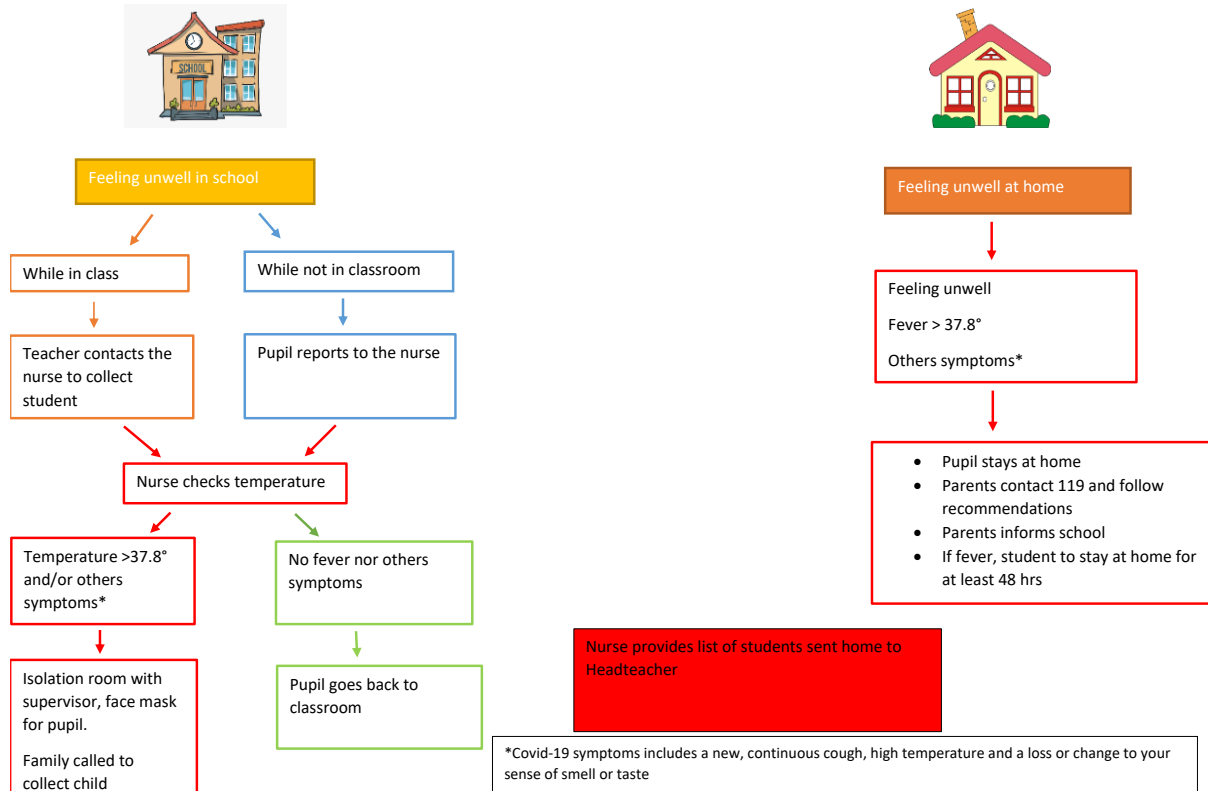 SCHOOL
Feeling unwell in school
While in class
While not in classroom
Teacher contacts the
nurse to collect
student
Pupil reports to the nurse
Nurse checks temperature
Temperature >37.8°
and/or others
symptoms*
No fever nor others
symptoms
Isolation room with
supervisor, face mask
for pupil.
Family called to
collect child
Pupil goes back to
classroom
Feeling unwell at home
Feeling unwell
Fever > 37.8°
Others symptoms*
• Pupil stays at home
• Parents contact 119 and follow
recommendations
• Parents informs school
• If fever, student to stay at home for
at least 48 hrs
Nurse provides list of students sent home to
Headteacher
*Covid-19 symptoms includes a new, continuous cough, high temperature and a loss or change to your
sense of smell or taste